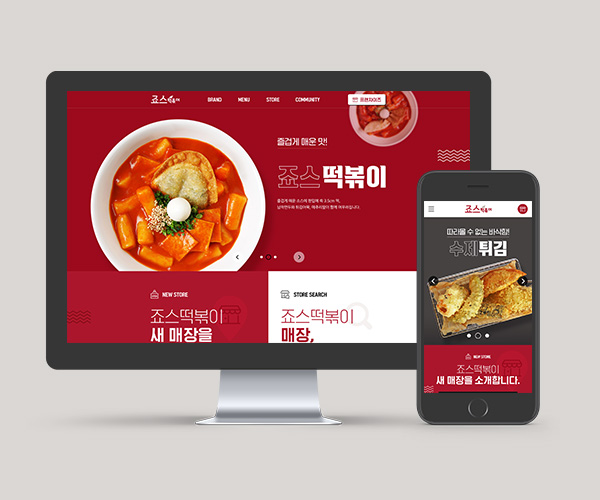 죠스떡볶이
BRAND
MENU
STORE
COMMUNITY
프랜차이즈
즐겁게 매운 맛!
죠스떡볶이
NEW STORE
죠스떡볶이
새 매장을
STORE SEARCH
죠스떡볶이
매장,
죠스떡볶이
따라올 수 없는 바삭함!
수제튀김
NEW STORE
죠스떡볶이
새 매장을 소개합니다.